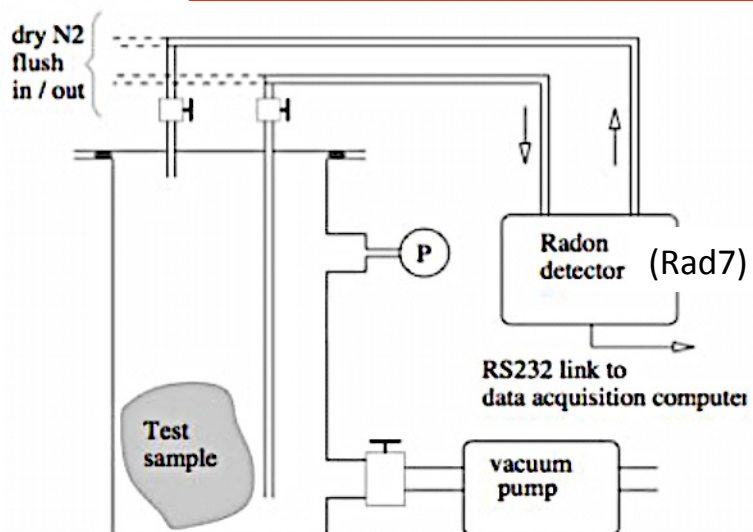 dry N2
flush
in / out
P
Radon
detector
(Rad7)
RS232 link to
data acquisition computer
Test
sample
vacuum
pump